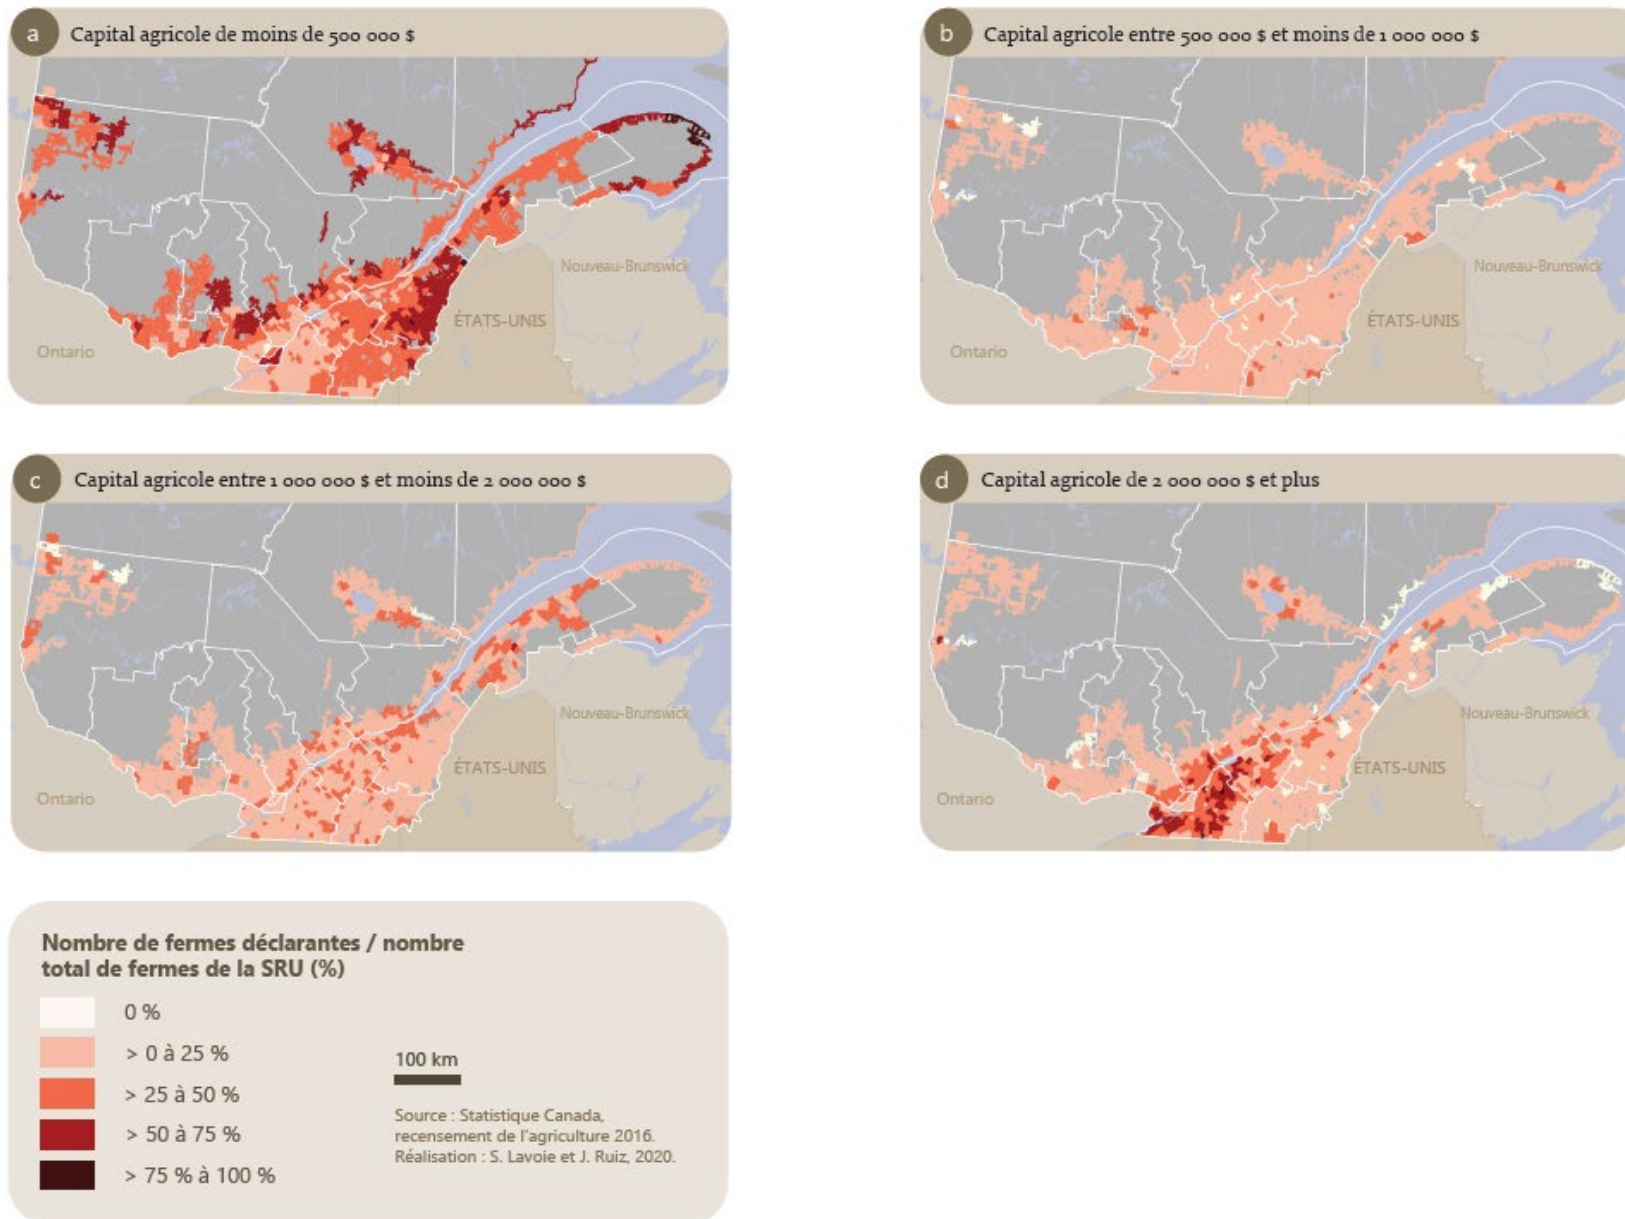 a Capital agricole de moins de 500 000 $
Nouveau-Brunswick
ÉTATS-UNIS
Ontario
b Capital agricole entre 500 000 $ et moins de 1 000 000 $
Nouveau-Brunswick
ÉTATS-UNIS
Ontario
c Capital agricole entre 1 000 000 $ et moins de 2 000 000 $
Nouveau-Brunswick
ÉTATS-UNIS
Ontario
d Capital agricole de 2 000 000 $ et plus
Nouveau-Brunswick
ÉTATS-UNIS
Ontario
Nombre de fermes déclarantes / nombre
total de fermes de la SRU (%)
0 %
> 0 à 25 %
> 25 à 50 %
> 50 à 75 %
> 75 % à 100 %
100 km
Source : Statistique Canada,
recensement de l'agriculture 2016.
Réalisation : S. Lavoie et J. Ruiz, 2020.